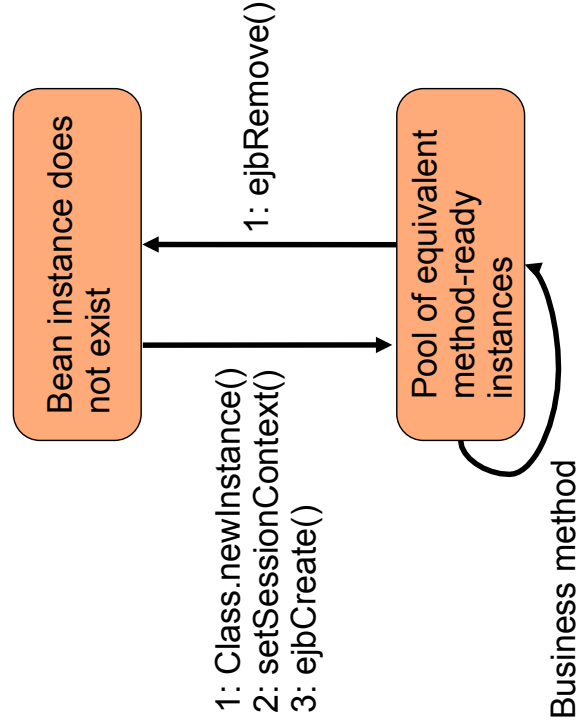 Bean instance does
not exist
1: Class.newInstance()
2: setSessionContext()
3: ejbCreate()
1: ejbRemove()
Pool of equivalent
method-ready
instances
Business method